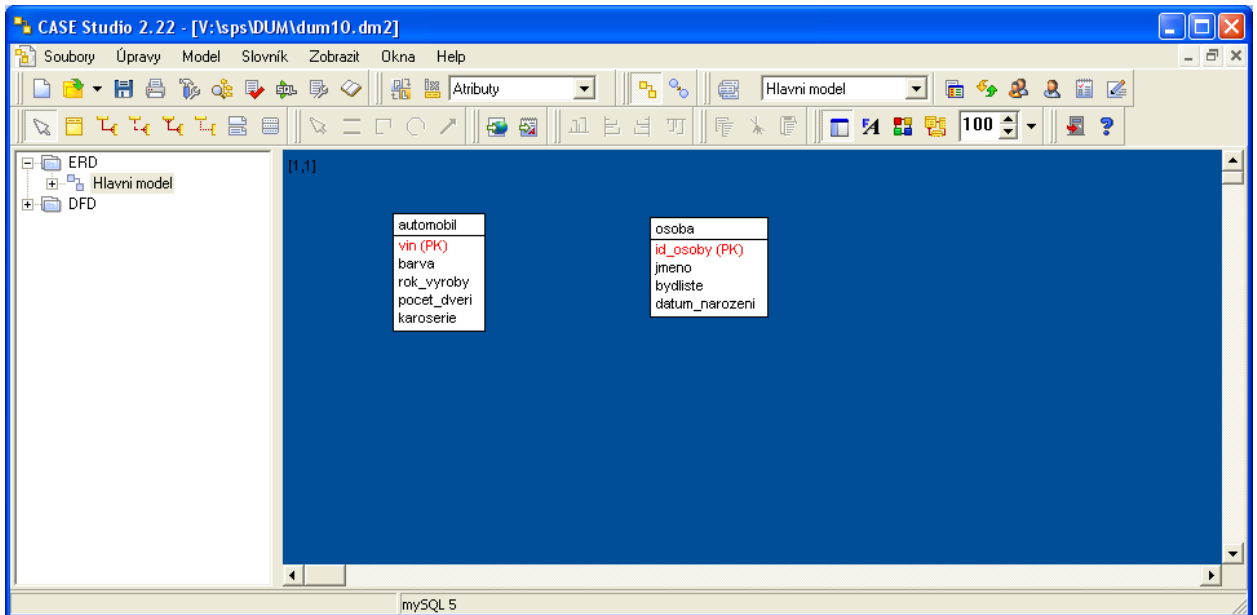 CASE Studio 2.22 - [V:\sps\DUM\dum10.dm2]
Soubory Úpravy Model Slovník Zobrazit Okna Help
Atributy Hlavni model
100
ERD
Hlavni model
DFD
[1,1]
automobil
vin (PK)
barva
rok_vyroby
pocet_dveri
karoserie
osoba
id_osoby (PK)
jmeno
bydliste
datum_narozeni
mySQL 5